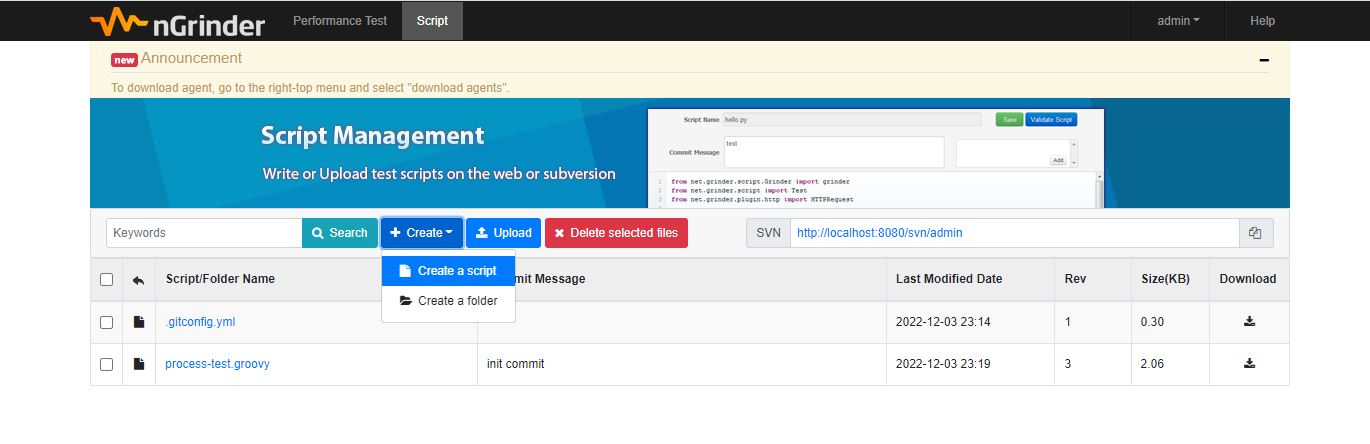 nGrinder Performance Test Script admin Help
new Announcement
To download agent, go to the right-top menu and select "download agents".
Script Management
Write or Upload test scripts on the web or subversion
Script Name hello.py Save Validate Script
Commit Message test Add
1 from net.grinder.script.Grinder import grinder
2 from net.grinder.script import Test
3 from net.grinder.plugin.http import HTTPRequest
Keywords Search Create Upload Delete selected files SVN http://localhost:8080/svn/admin
Create a script
Create a folder
Script/Folder Name mit Message Last Modified Date Rev Size(KB) Download
.gitconfig.yml 2022-12-03 23:14 1 0.30
process-test.groovy init commit 2022-12-03 23:19 3 2.06